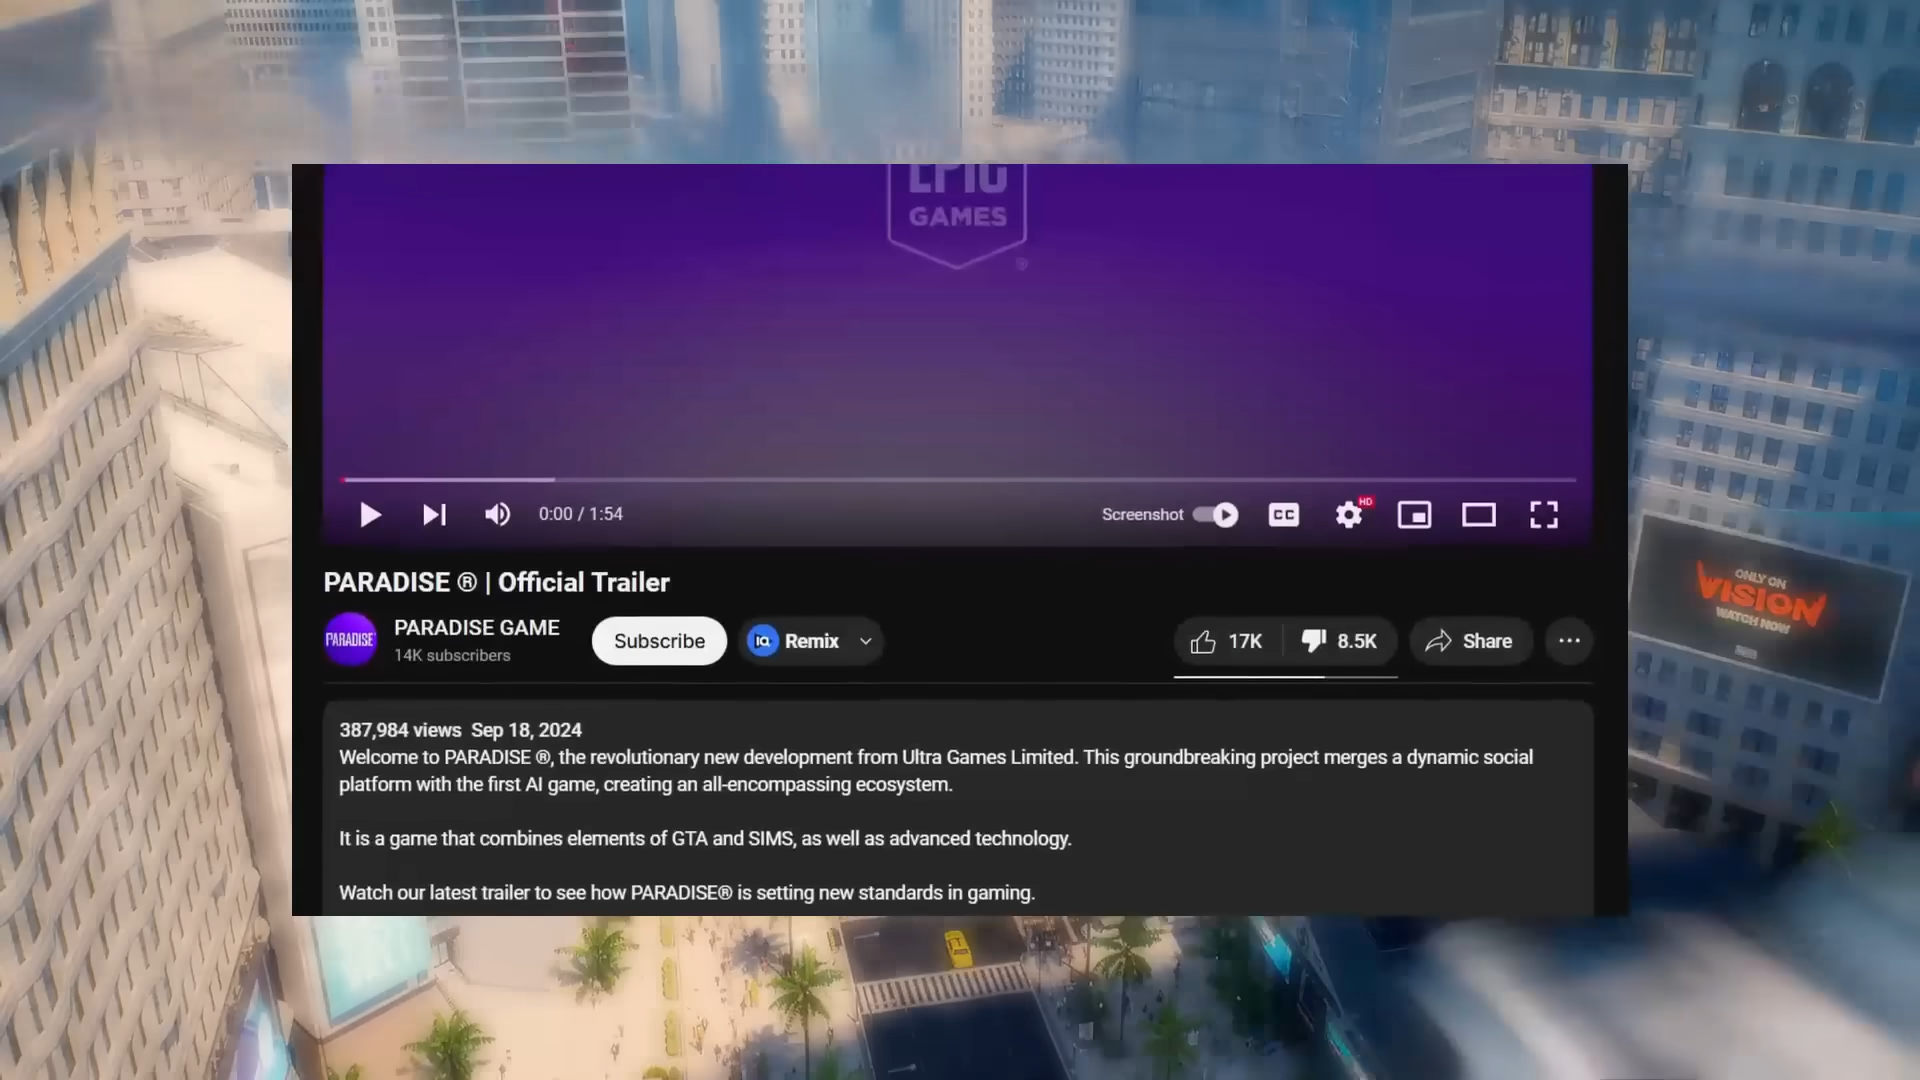 EPIC
GAMES
®
0:00 / 1:54
Screenshot
CC
HD
PARADISE ® | Official Trailer
PARADISE
PARADISE GAME
14K subscribers
Subscribe
IQ
Remix
17K
8.5K
Share
387,984 views Sep 18, 2024
Welcome to PARADISE ®, the revolutionary new development from Ultra Games Limited. This groundbreaking project merges a dynamic social
platform with the first AI game, creating an all-encompassing ecosystem.
It is a game that combines elements of GTA and SIMS, as well as advanced technology.
Watch our latest trailer to see how PARADISE® is setting new standards in gaming.
ONLY ON
VISION
WATCH NOW